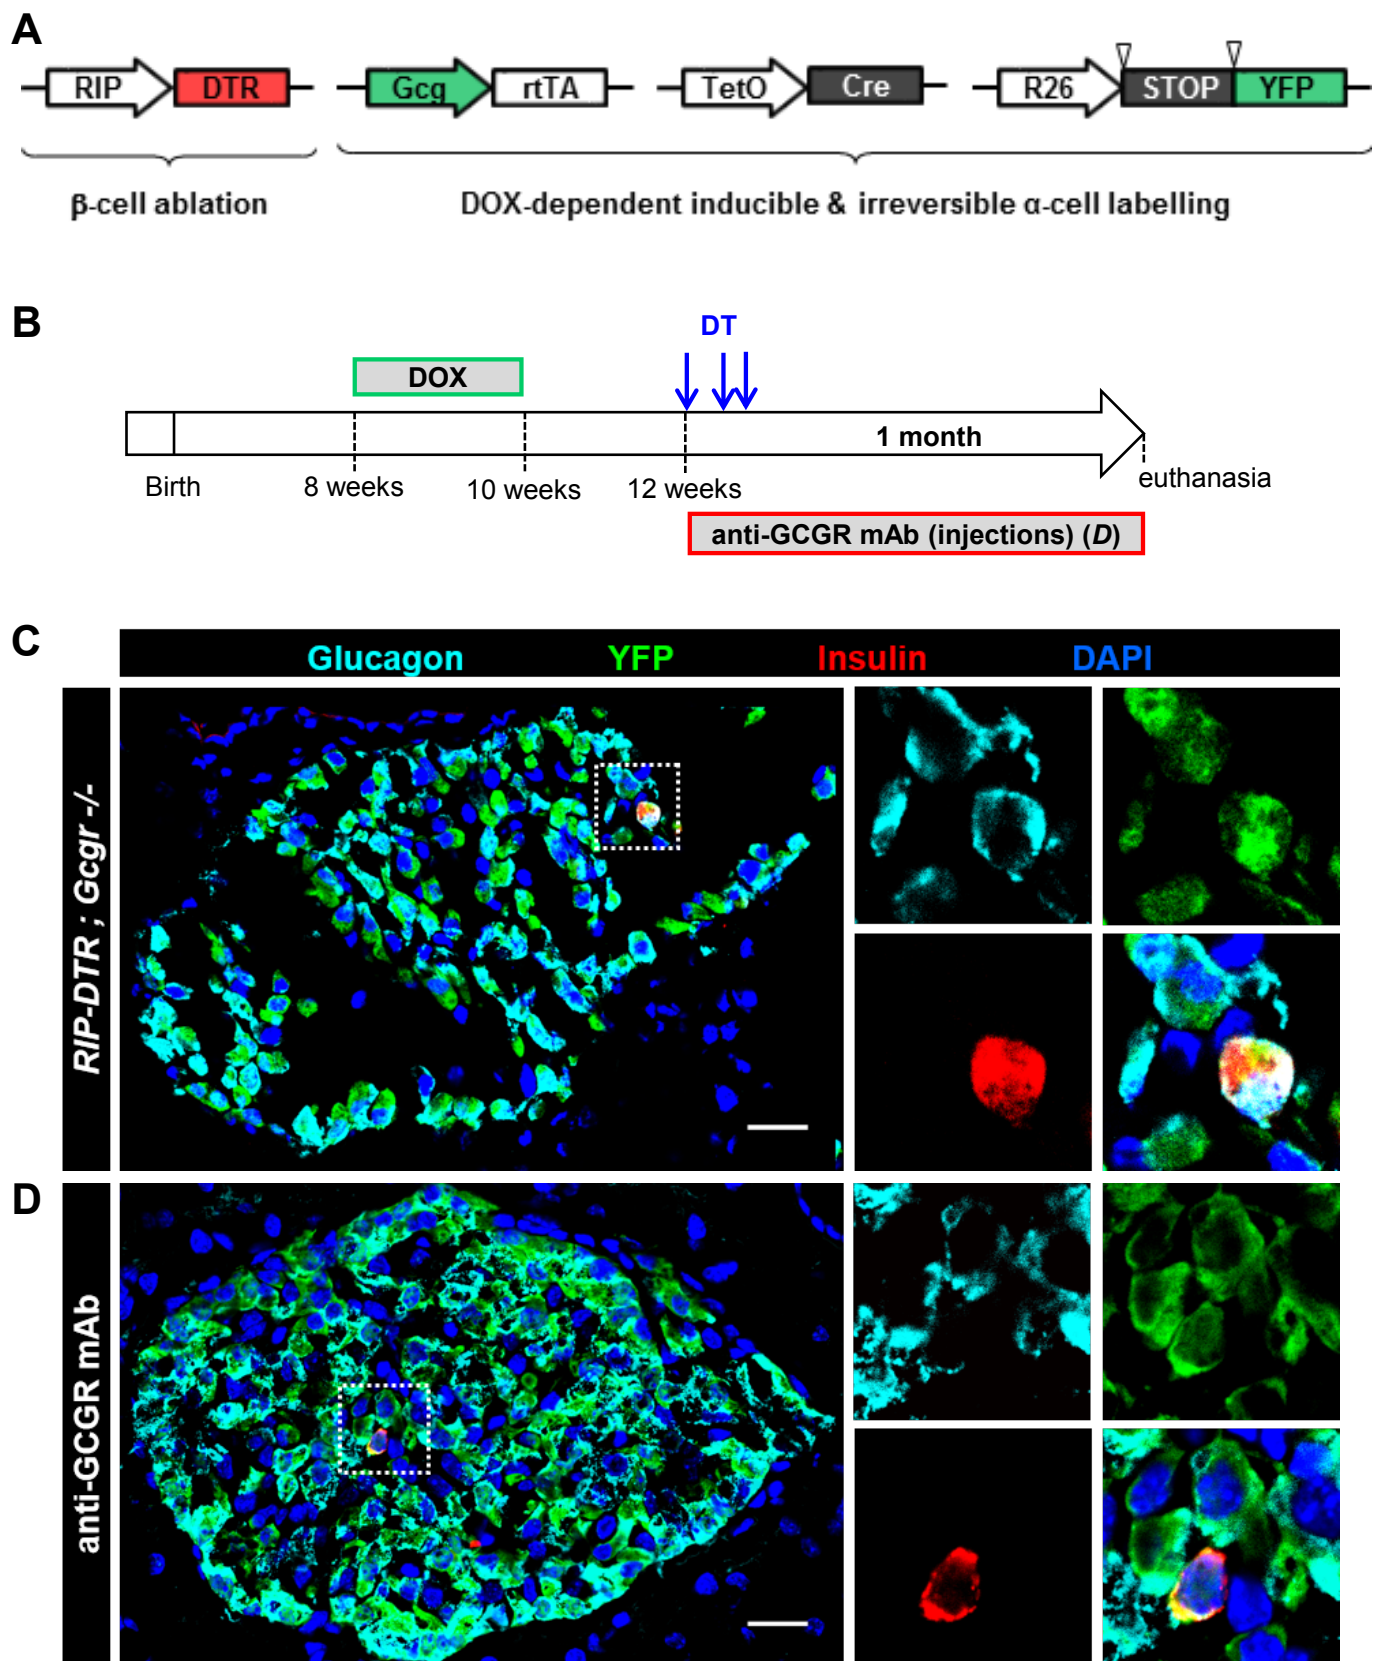 A
RIP DTR Gcg rtTA TetO Cre R26 STOP YFP
β-cell ablation DOX-dependent inducible & irreversible α-cell labelling
B
DT
DOX
1 month
Birth 8 weeks 10 weeks 12 weeks euthanasia
anti-GCGR mAb (injections) (D)
C
Glucagon YFP Insulin DAPI
RIP-DTR ; Gcgr -/-
D
anti-GCGR mAb